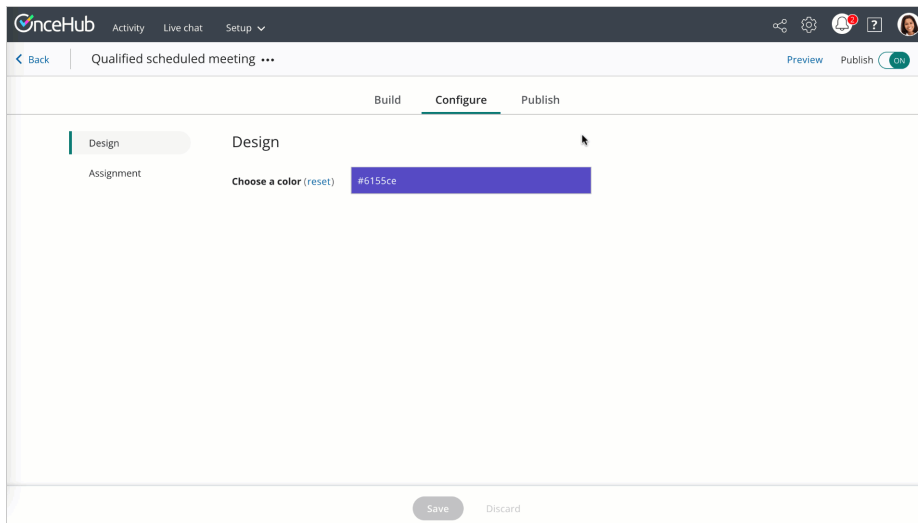 OnceHub Activity Live chat Setup 2 ?
Back Qualified scheduled meeting ••• Preview Publish ON
Build Configure Publish
Design Design
Assignment
Choose a color (reset) #6155ce
Save Discard